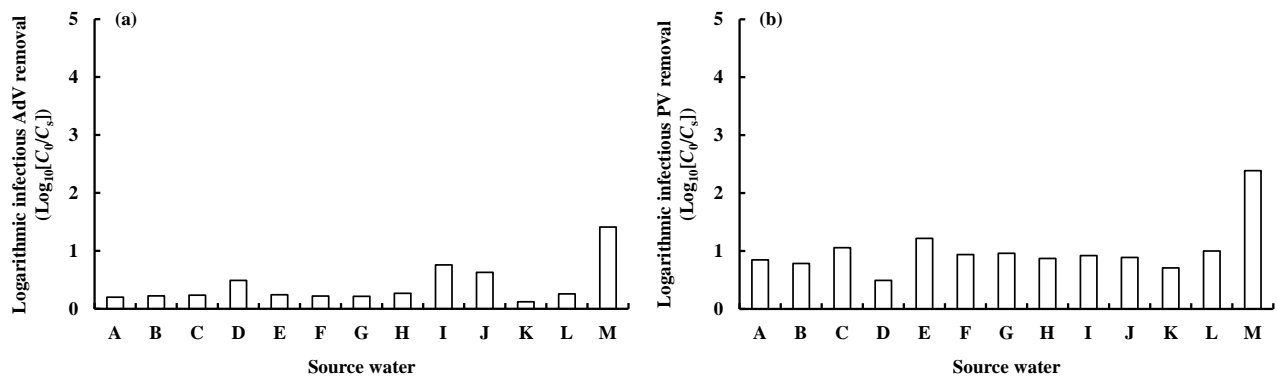 (a)
Logarithmic infectious AdV removal
(Log10[C0/Cs])
5
4
3
2
1
0
A B C D E F G H I J K L M
Source water
(b)
Logarithmic infectious PV removal
(Log10[C0/Cs])
5
4
3
2
1
0
A B C D E F G H I J K L M
Source water